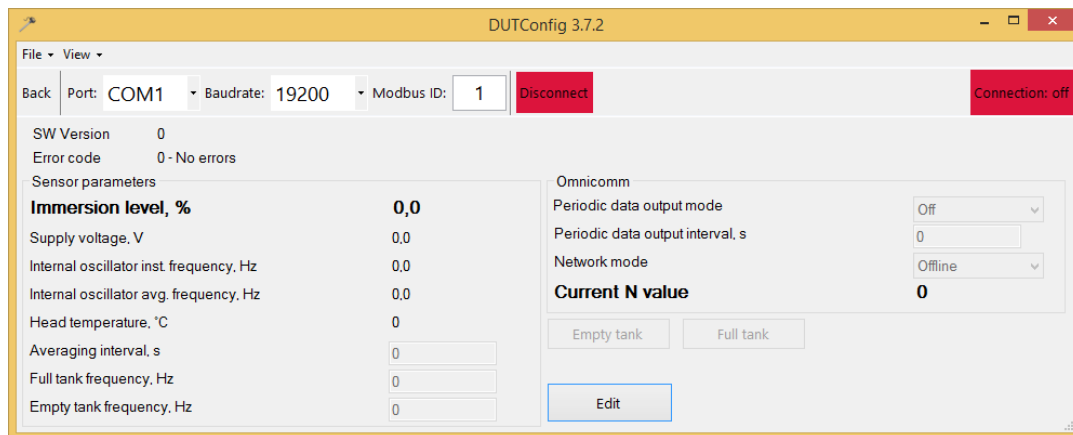 DUTConfig 3.7.2
File View
Back Port: COM1 Baudrate: 19200 Modbus ID: 1 Disconnect Connection: off
SW Version 0
Error code 0 - No errors
Sensor parameters
Immersion level, % 0,0
Supply voltage, V 0,0
Internal oscillator inst. frequency, Hz 0,0
Internal oscillator avg. frequency, Hz 0,0
Head temperature, °C 0
Averaging interval, s 0
Full tank frequency, Hz 0
Empty tank frequency, Hz 0
Omnicomm
Periodic data output mode Off
Periodic data output interval, s 0
Network mode Offline
Current N value 0
Empty tank Full tank
Edit